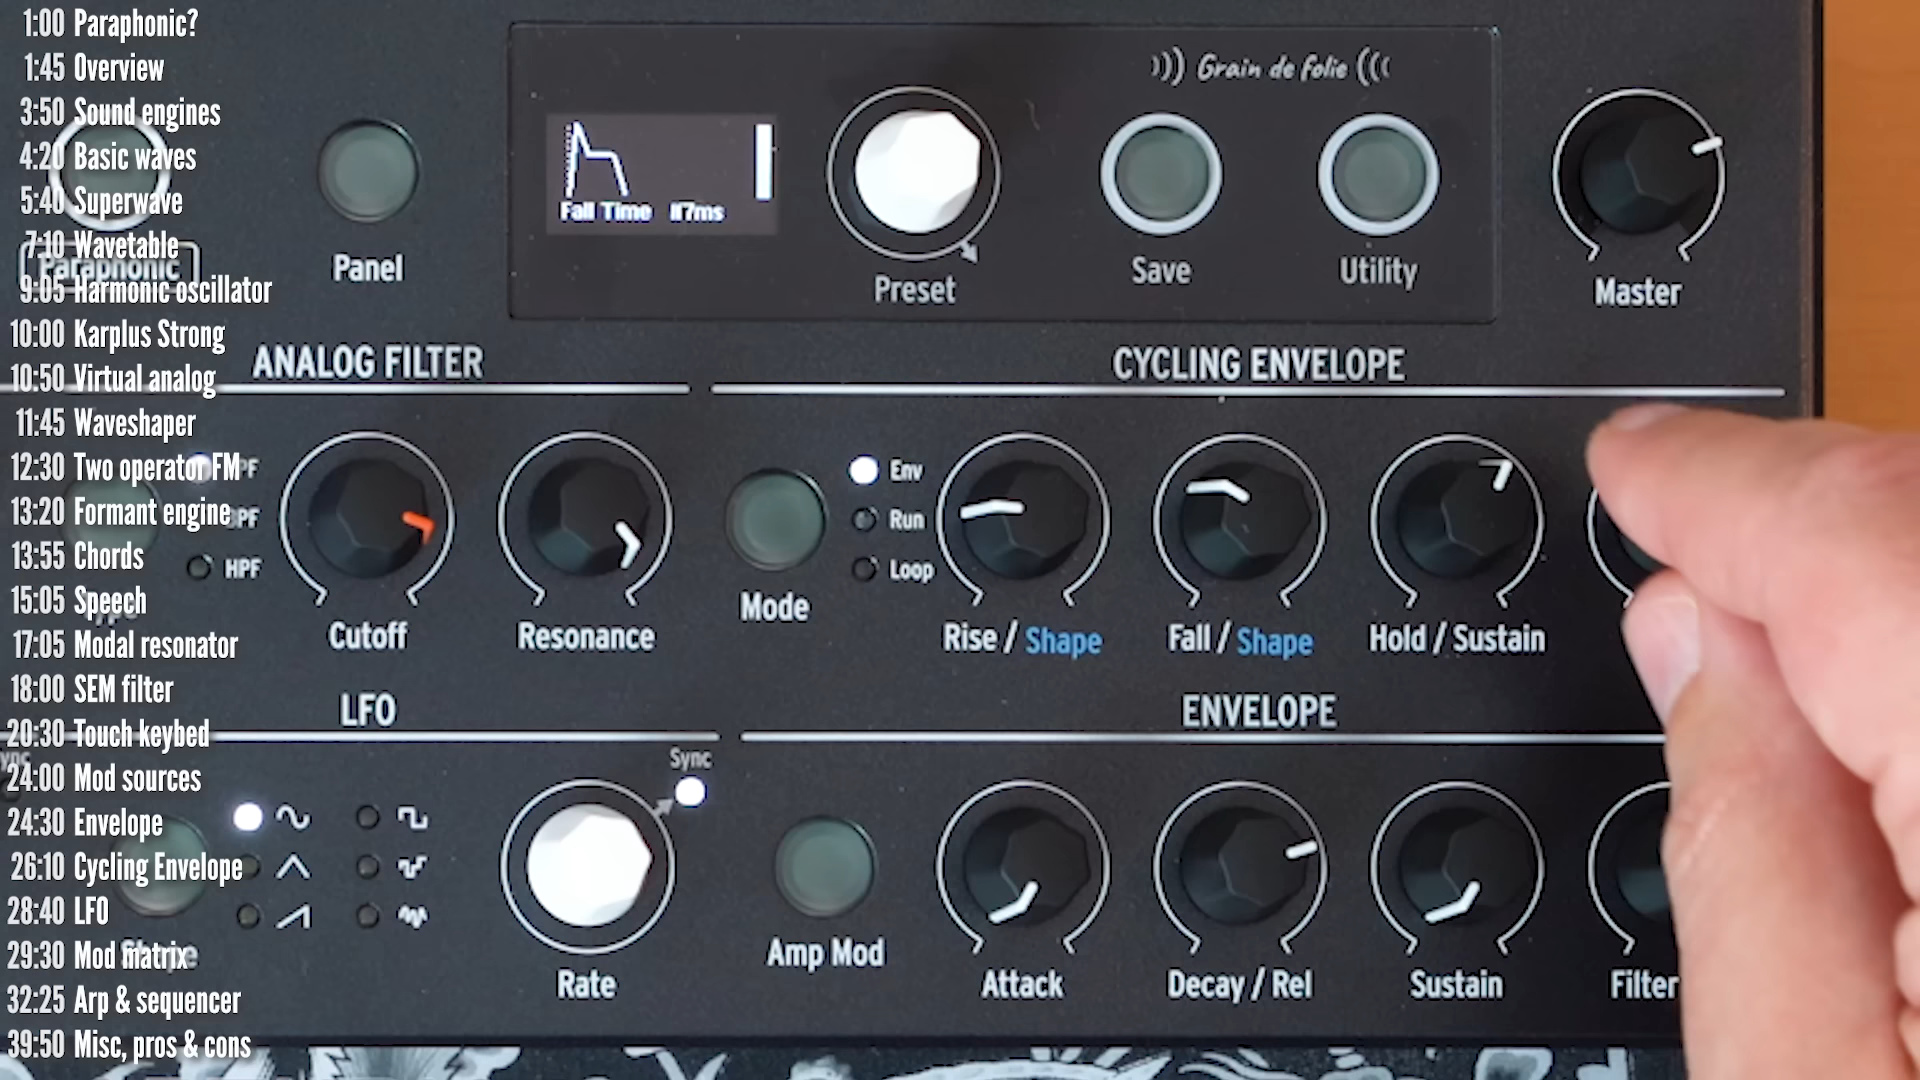 1:00 Paraphonic?
1:45 Overview
3:50 Sound engines
4:20 Basic waves
5:40 Superwave
7:10 Wavetable
9:05 Harmonic oscillator
10:00 Karplus Strong
10:50 Virtual analog
11:45 Waveshaper
12:30 Two operator FM
13:20 Formant engine
13:55 Chords
15:05 Speech
17:05 Modal resonator
18:00 SEM filter
20:30 Touch keybed
24:00 Mod sources
24:30 Envelope
26:10 Cycling Envelope
28:40 LFO
29:30 Mod matrix
32:25 Arp & sequencer
39:50 Misc, pros & cons
Paraphonic
Panel
Fall Time 117ms
Grain de folie
Preset
Save
Utility
Master
ANALOG FILTER
HPF
Cutoff
Resonance
CYCLING ENVELOPE
Mode
Env
Run
Loop
Rise / Shape
Fall / Shape
Hold / Sustain
LFO
Sync
Shape
Rate
ENVELOPE
Amp Mod
Attack
Decay / Rel
Sustain
Filter